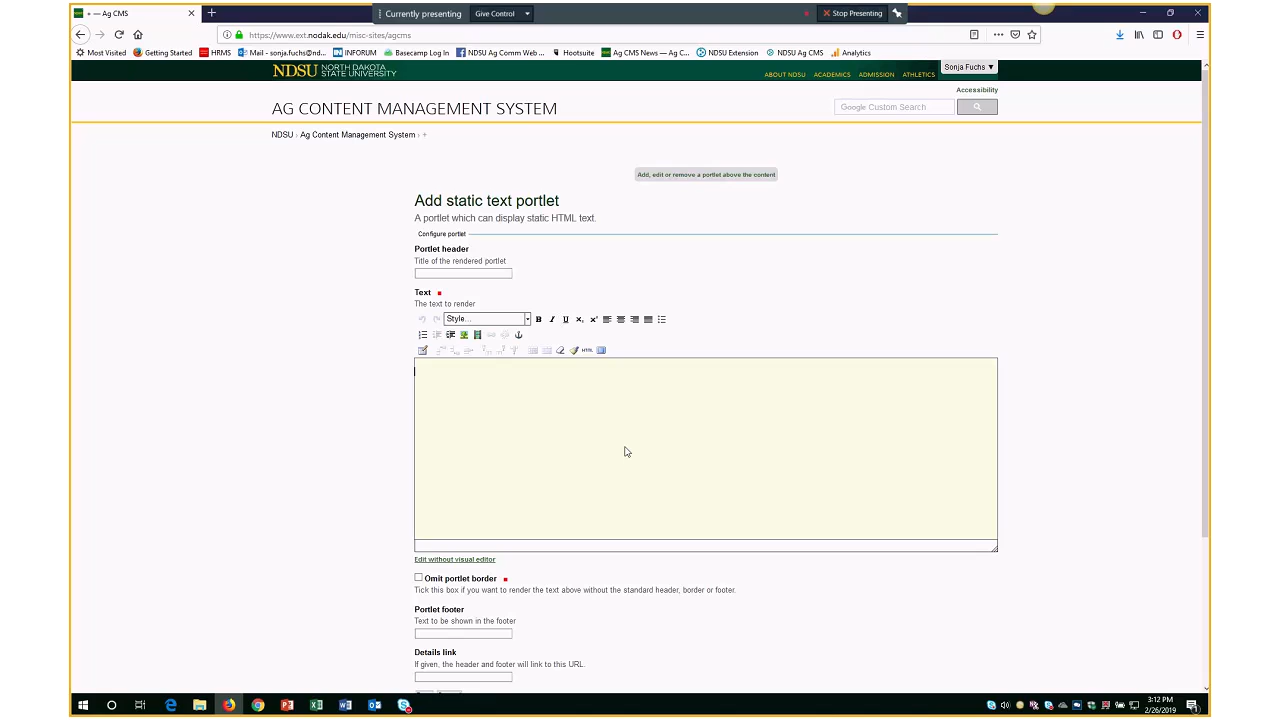 + — Ag CMS
Currently presenting
Give Control
Stop Presenting
https://www.ext.nodak.edu/misc-sites/agcms
Most Visited
Getting Started
HRMS
Mail - sonja.fuchs@nd...
INFORUM
Basecamp Log In
NDSU Ag Comm Web ...
Hootsuite
Ag CMS News — Ag C...
NDSU Extension
NDSU Ag CMS
Analytics
NDSU NORTH DAKOTA STATE UNIVERSITY
ABOUT NDSU
ACADEMICS
ADMISSION
ATHLETICS
Sonja Fuchs ▼
Accessibility
AG CONTENT MANAGEMENT SYSTEM
Google Custom Search
NDSU › Ag Content Management System › +
Add, edit or remove a portlet above the content
Add static text portlet
A portlet which can display static HTML text.
Configure portlet
Portlet header
Title of the rendered portlet
Text
The text to render
Style...
B I U
HTML
Edit without visual editor
Omit portlet border
Tick this box if you want to render the text above without the standard header, border or footer.
Portlet footer
Text to be shown in the footer
Details link
If given, the header and footer will link to this URL.
3:12 PM
2/26/2019